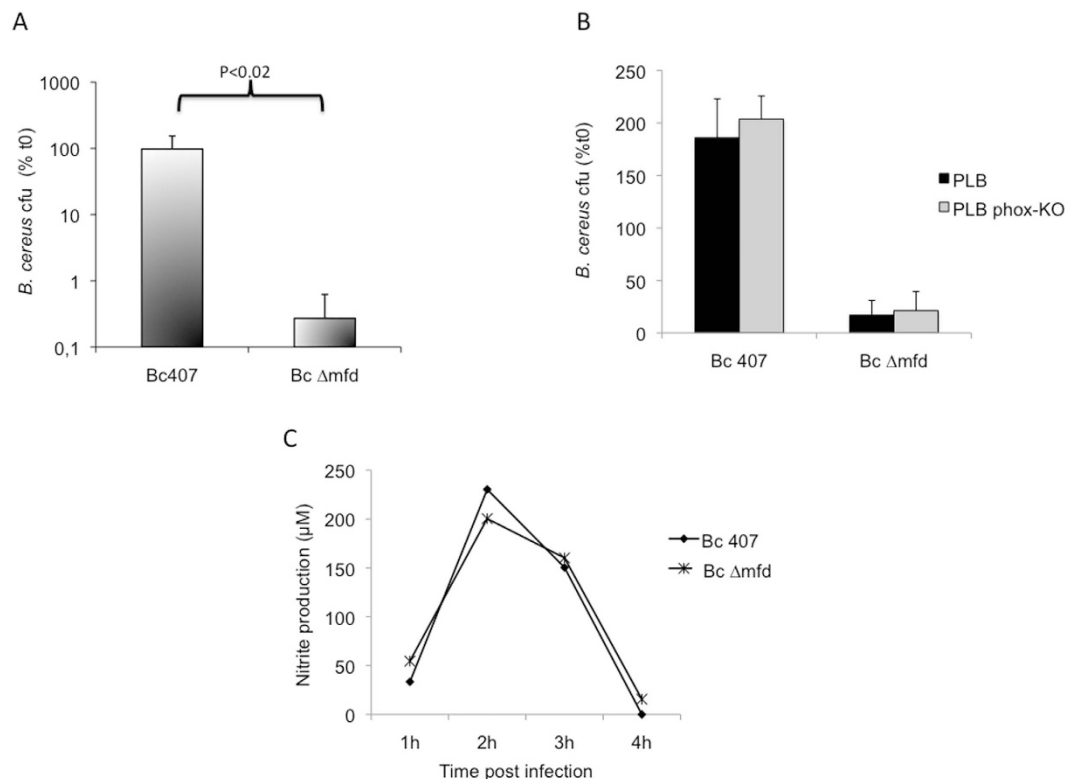 A
P<0.02
B. cereus cfu (% t0)
1000
100
10
1
0,1
Bc407
Bc Δmfd
B
B. cereus cfu (%t0)
250
200
150
100
50
0
Bc 407
Bc Δmfd
PLB
PLB phox-KO
C
Nitrite production (µM)
250
200
150
100
50
0
1h
2h
3h
4h
Time post infection
Bc 407
Bc Δmfd